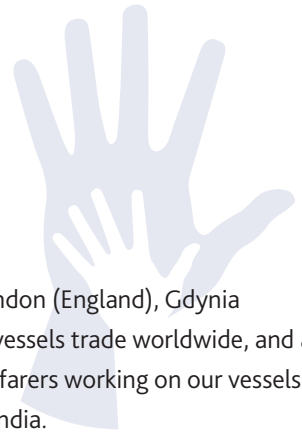 ndon (England), Gdynia
vessels trade worldwide, and a
farers working on our vessels
ndia.